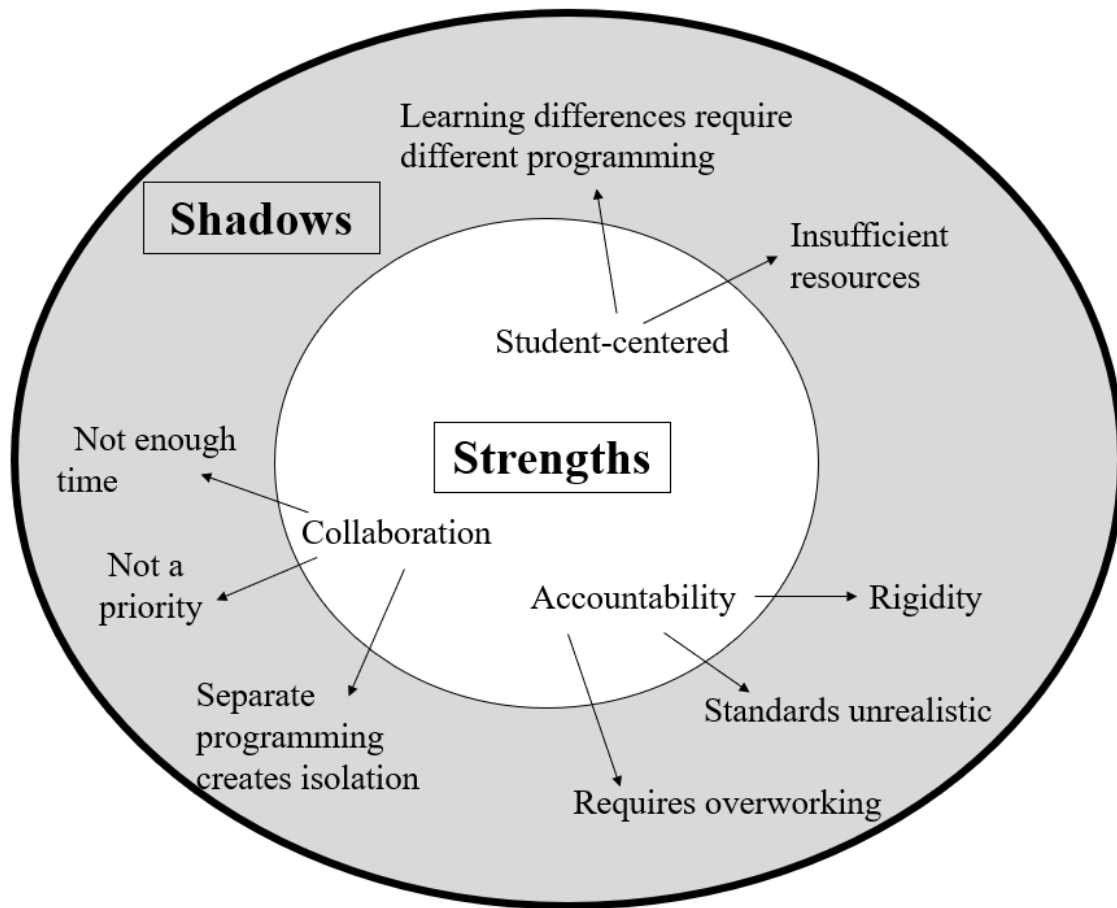 Learning differences require
different programming
Shadows
Insufficient
resources
Student-centered
Not enough
time
Strengths
Collaboration
Not a
priority
Accountability
Rigidity
Separate
programming
creates isolation
Standards unrealistic
Requires overworking